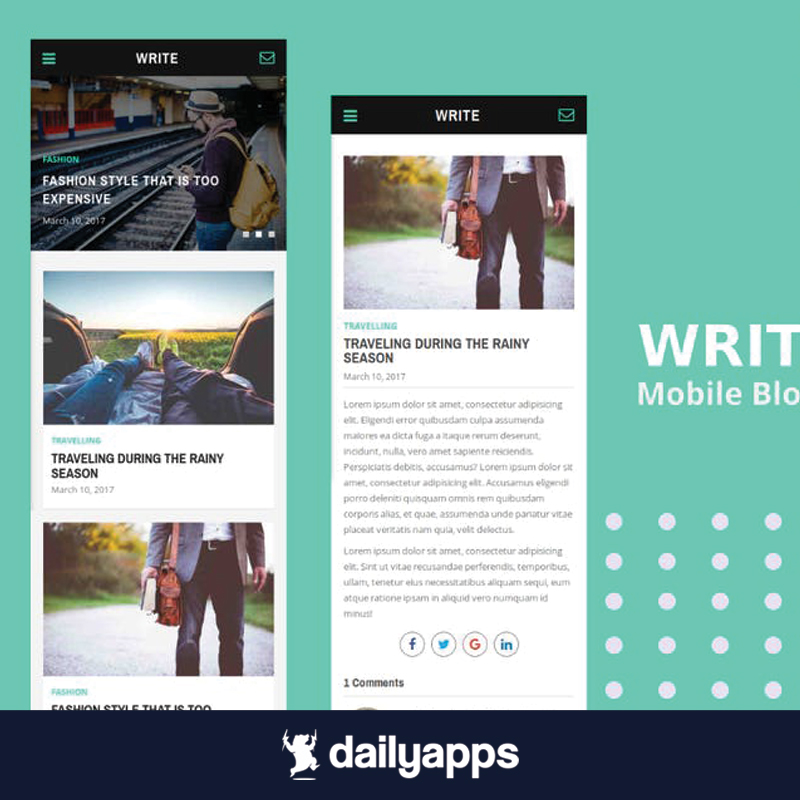 WRITE
FASHION
FASHION STYLE THAT IS TOO
EXPENSIVE
March 10, 2017
TRAVELLING
TRAVELING DURING THE RAINY
SEASON
March 10, 2017
FASHION
FASHION STYLE THAT IS TOO
WRITE
TRAVELLING
TRAVELING DURING THE RAINY
SEASON
March 10, 2017
Lorem ipsum dolor sit amet, consectetur adipisicing
elit. Eligendi error quibusdam culpa assumenda
maiores ea dicta fuga a itaque rerum deserunt,
incidunt, nulla, vero amet sapiente reiciendis.
Perspiciatis debitis, accusamus? Lorem ipsum dolor sit
amet, consectetur adipisicing elit. Accusamus eligendi
porro deleniti quisquam omnis rem quibusdam
corporis alias, et quae, assumenda unde pariatur vitae
placeat veritatis nam quia, velit delectus.
Lorem ipsum dolor sit amet, consectetur adipisicing
elit. Sint ut vitae recusandae perferendis, temporibus,
ullam, tenetur eius necessitatibus aliquam sequi, eum
atque ratione ipsam in aliquid vero numquam id
minus!
f
G
in
1 Comments
WRIT
Mobile Blo
dailyapps